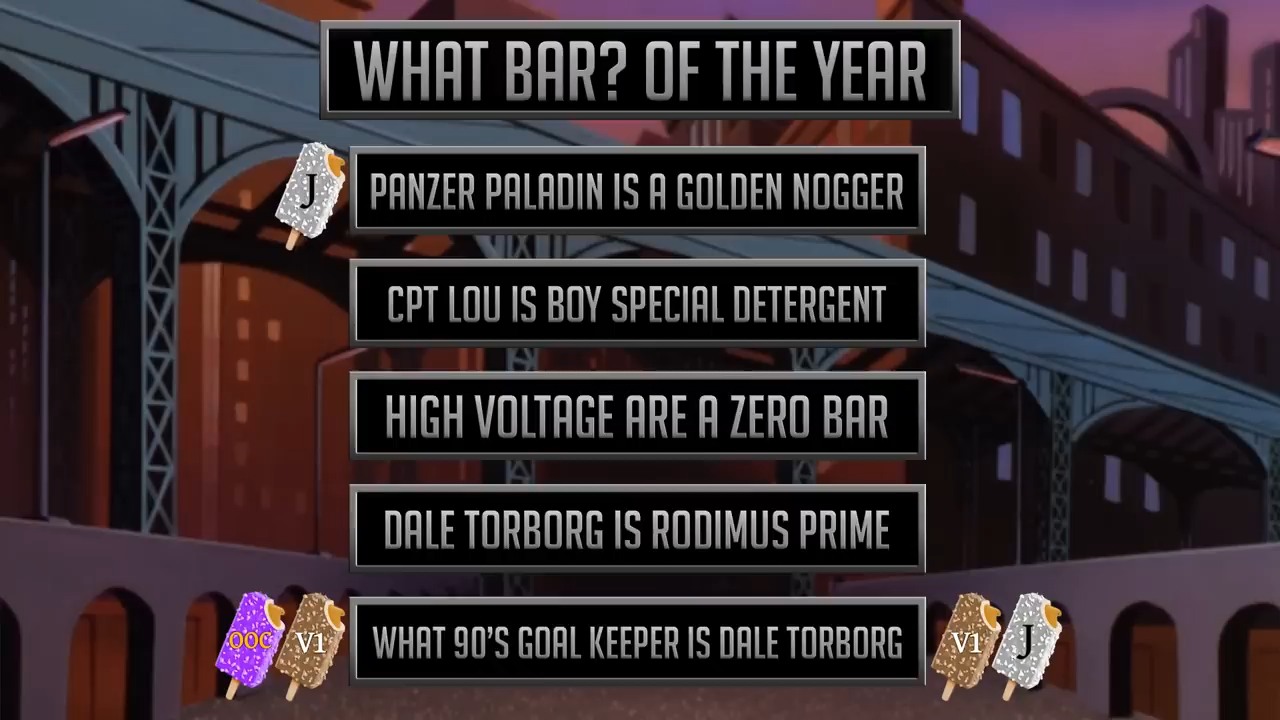 WHAT BAR? OF THE YEAR
J
PANZER PALADIN IS A GOLDEN NOGGER
CPT LOU IS BOY SPECIAL DETERGENT
HIGH VOLTAGE ARE A ZERO BAR
DALE TORBORG IS RODIMUS PRIME
OOC V1 WHAT 90'S GOAL KEEPER IS DALE TORBORG V1 J